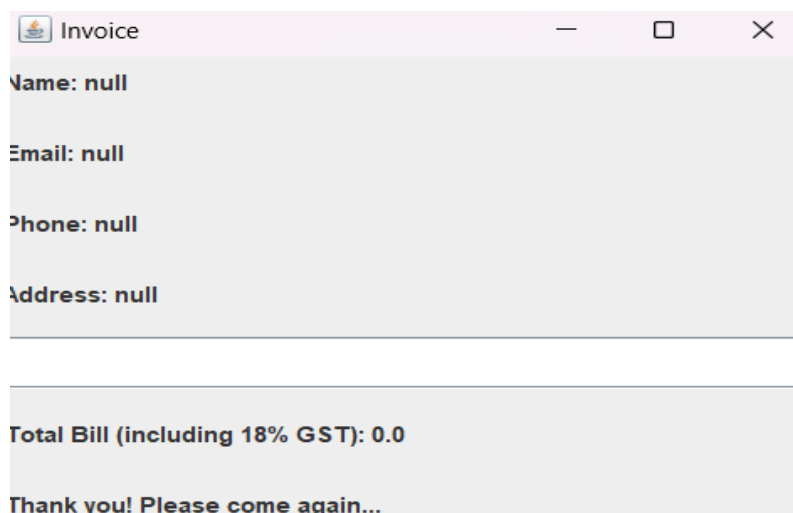 Invoice
Name: null
Email: null
Phone: null
Address: null
Total Bill (including 18% GST): 0.0
Thank you! Please come again...